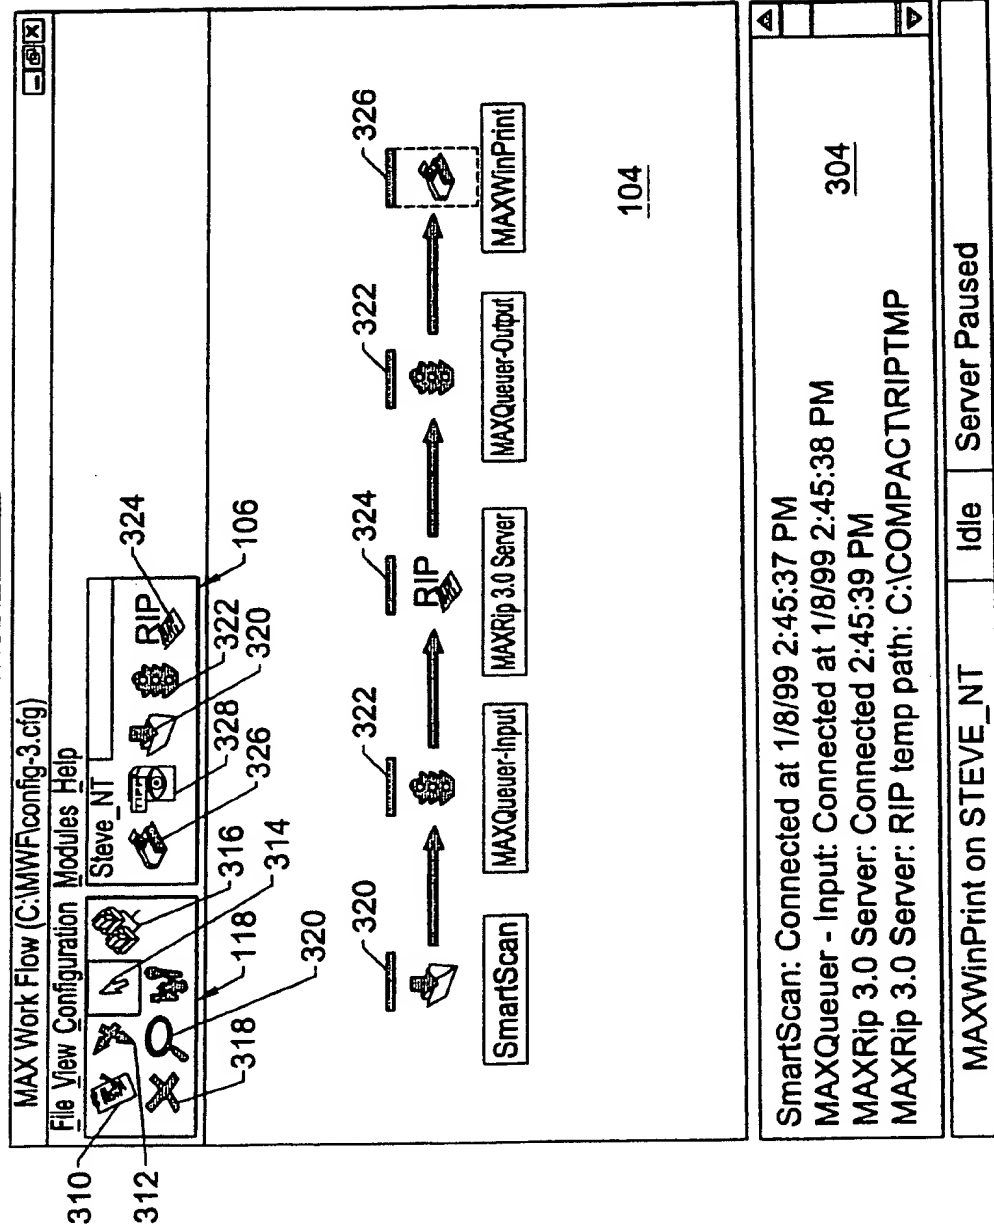 MAX Work Flow (C:\MWF\config-3.cfg)
File View Configuration Modules Help
Steve_NT
RIP
310
312
318
320
118
314
316
326
328
320
322
106
324
320
322
324
322
326
RIP
SmartScan
MAXQueuer-Input
MAXRip 3.0 Server
MAXQueuer-Output
MAXWinPrint
104
SmartScan: Connected at 1/8/99 2:45:37 PM
MAXQueuer - Input: Connected at 1/8/99 2:45:38 PM
MAXRip 3.0 Server: Connected 2:45:39 PM
MAXRip 3.0 Server: RIP temp path: C:\COMPACT\RIPTMP
304
MAXWinPrint on STEVE_NT
Idle
Server Paused